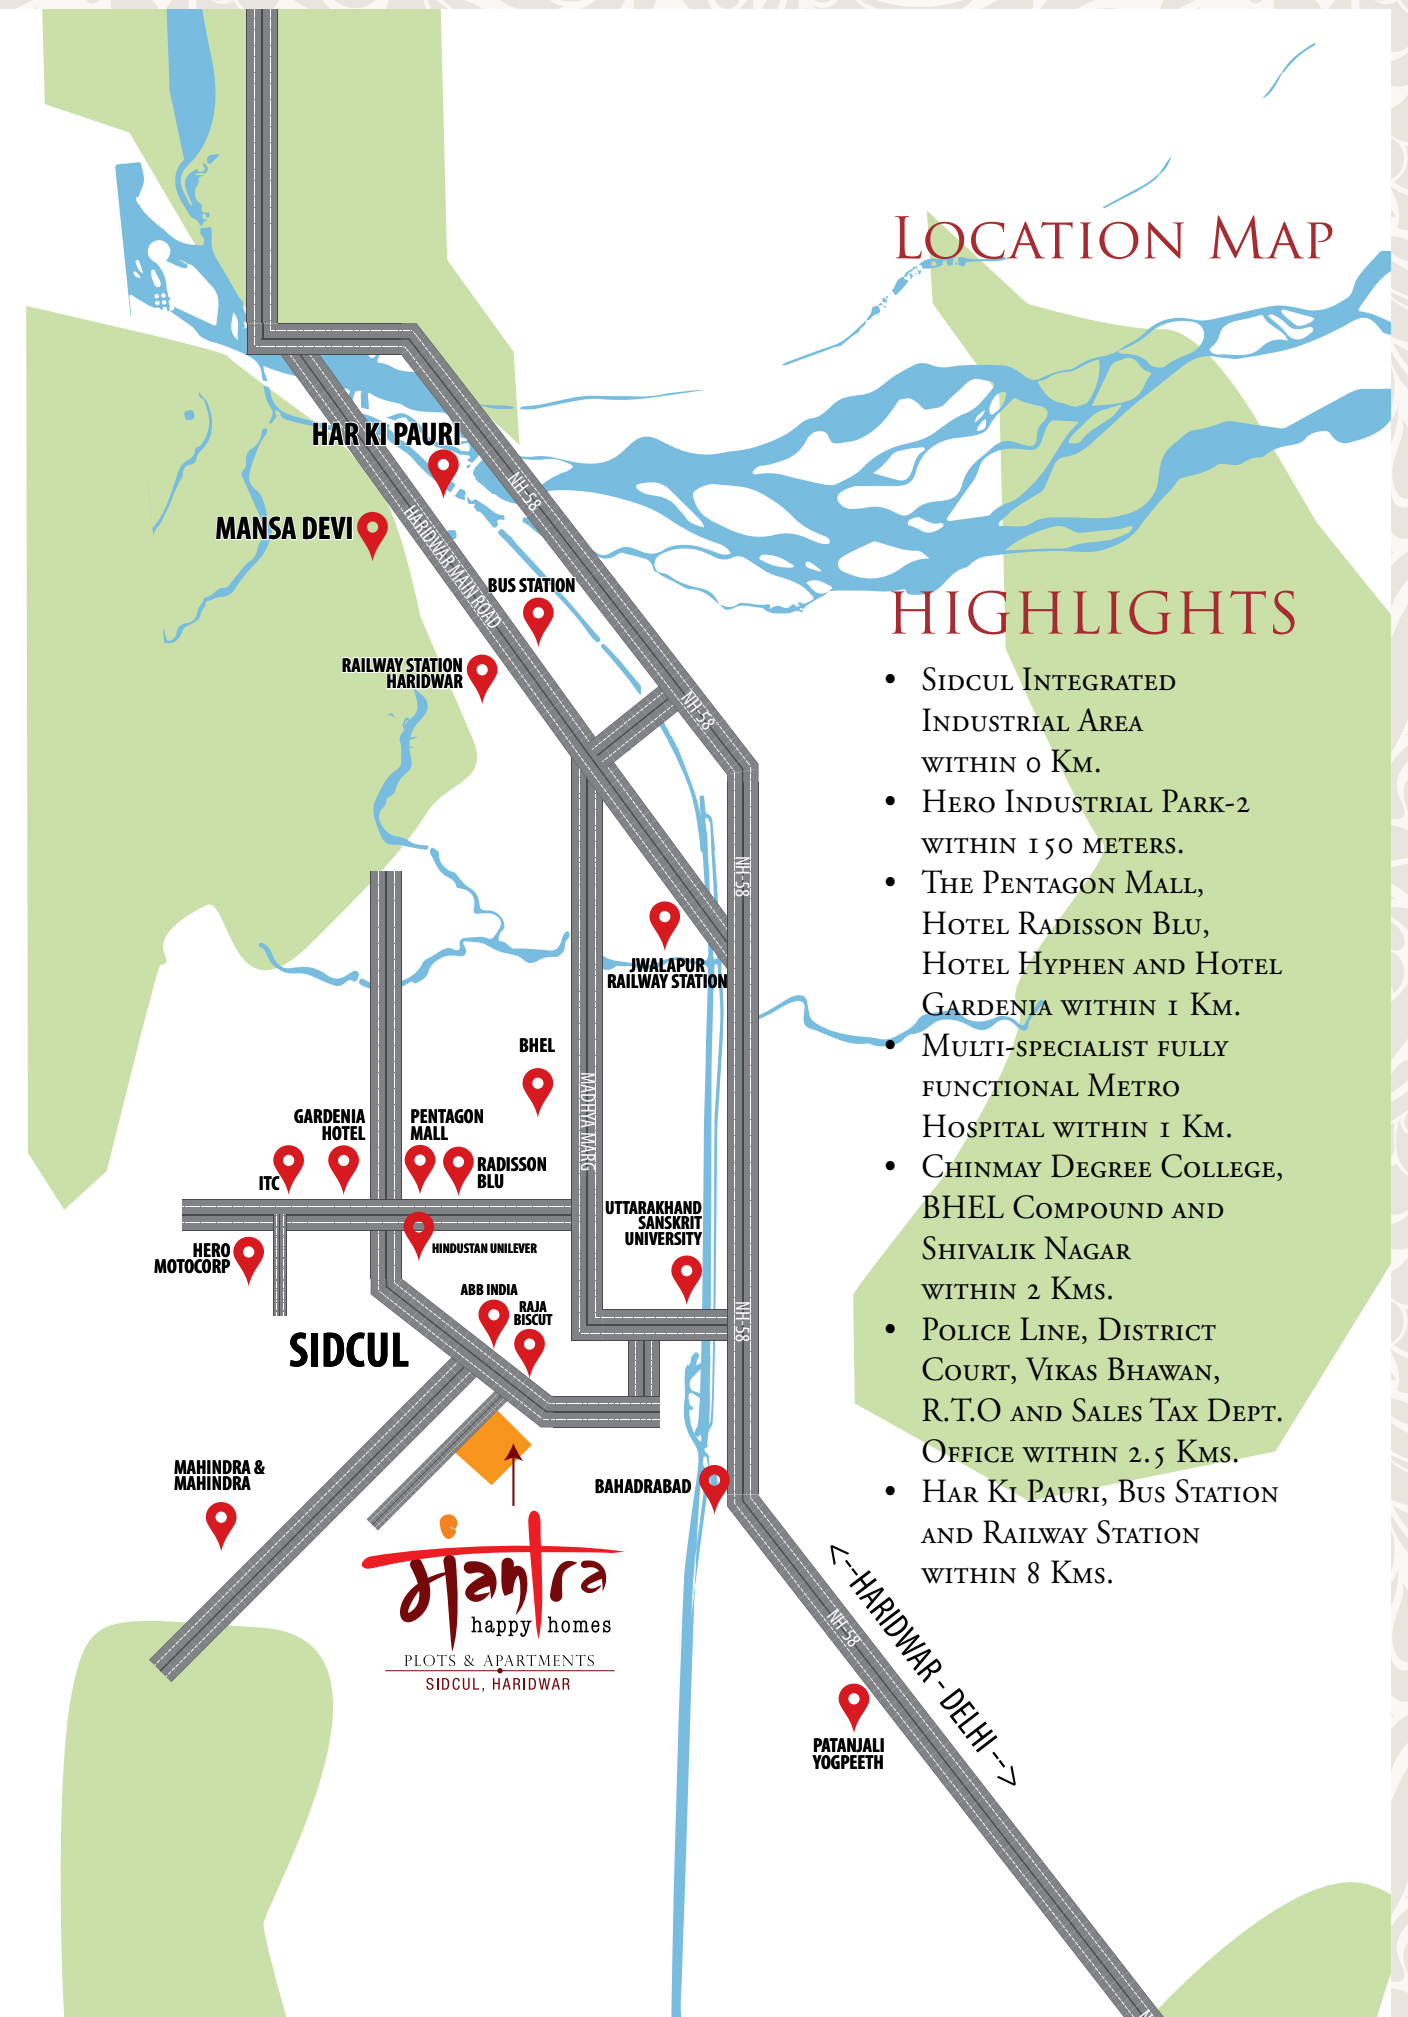 LOCATION MAP
HAR KI PAURI
NH-58
MANSA DEVI
HARIDWAR MAIN ROAD
BUS STATION
RAILWAY STATION
HARIDWAR
NH-58
NH-58
JWALAPUR
RAILWAY STATION
BHEL
MADHYA MARG
GARDENIA
HOTEL
PENTAGON
MALL
ITC
RADISSON
BLU
UTTARAKHAND
SANSKRIT
UNIVERSITY
HERO
MOTOCORP
HINDUSTAN UNILEVER
ABB INDIA
RAJA
BISCUT
NH-58
SIDCUL
MAHINDRA &
MAHINDRA
BAHADRABAD
mantra
happy homes
PLOTS & APARTMENTS
SIDCUL, HARIDWAR
NH-58
<--HARIDWAR - DELHI -->
PATANJALI
YOGPEETH
HIGHLIGHTS
• SIDCUL INTEGRATED
INDUSTRIAL AREA
WITHIN 0 KM.
• HERO INDUSTRIAL PARK-2
WITHIN 150 METERS.
• THE PENTAGON MALL,
HOTEL RADISSON BLU,
HOTEL HYPHEN AND HOTEL
GARDENIA WITHIN 1 KM.
• MULTI-SPECIALIST FULLY
FUNCTIONAL METRO
HOSPITAL WITHIN 1 KM.
• CHINMAY DEGREE COLLEGE,
BHEL COMPOUND AND
SHIVALIK NAGAR
WITHIN 2 KMS.
• POLICE LINE, DISTRICT
COURT, VIKAS BHAWAN,
R.T.O AND SALES TAX DEPT.
OFFICE WITHIN 2.5 KMS.
• HAR KI PAURI, BUS STATION
AND RAILWAY STATION
WITHIN 8 KMS.